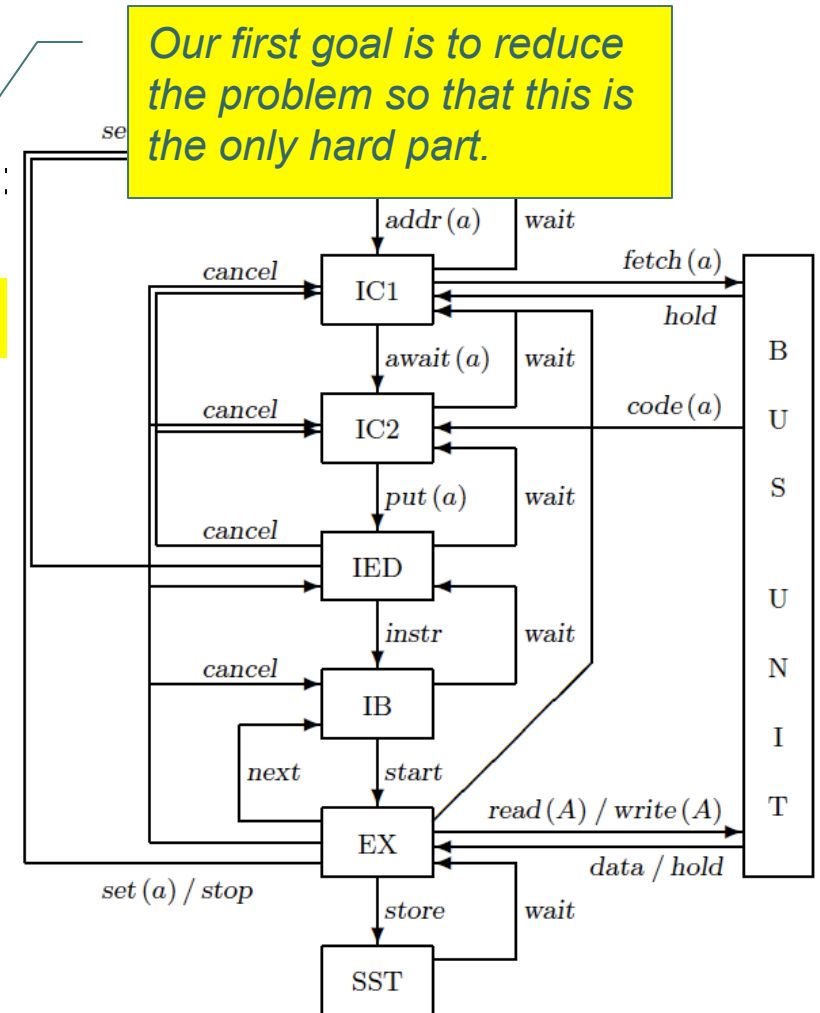 Our first goal is to reduce
the problem so that this is
the only hard part.
se
:
addr (a)
wait
cancel
IC1
fetch (a)
hold
await (a)
wait
cancel
IC2
code (a)
put (a)
wait
cancel
IED
instr
wait
cancel
IB
next
start
EX
read (A) / write (A)
data / hold
set (a) / stop
store
wait
SST
B
U
S
U
N
I
T